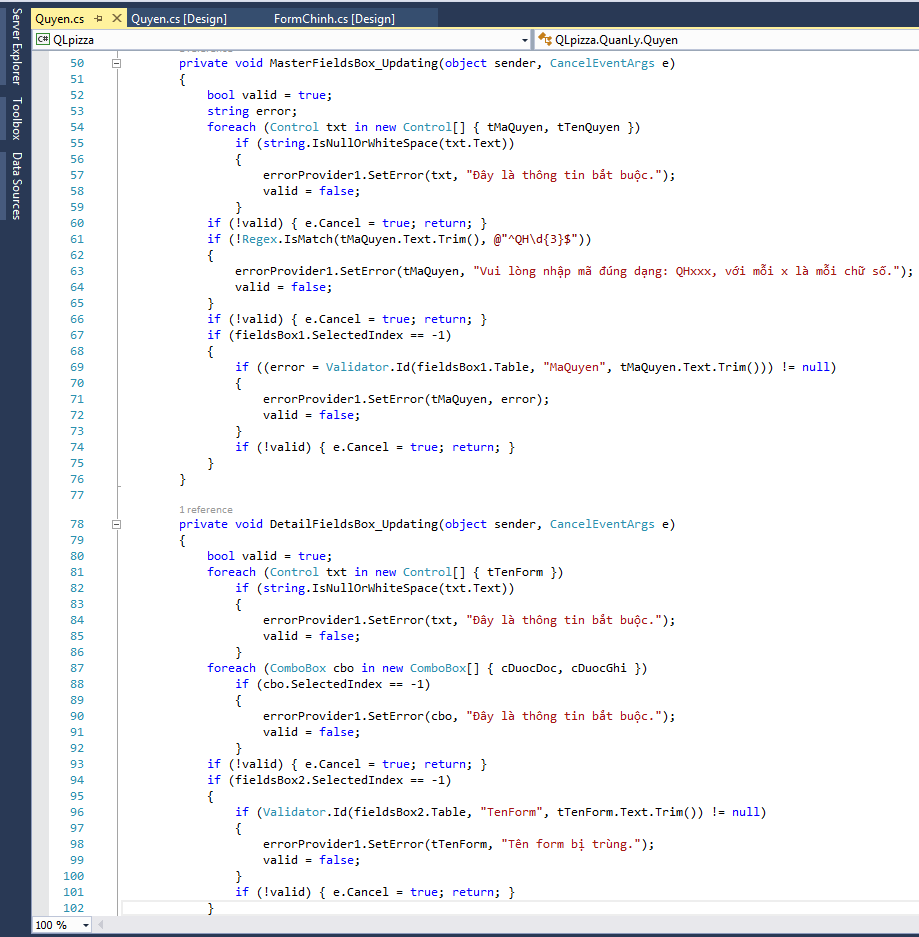 Server Explorer
Toolbox
Data Sources
Quyen.cs
Quyen.cs [Design]
FormChinh.cs [Design]
C# QLpizza
QLpizza.QuanLy.Quyen
50 private void MasterFieldsBox_Updating(object sender, CancelEventArgs e)
51 {
52 bool valid = true;
53 string error;
54 foreach (Control txt in new Control[] { tMaQuyen, tTenQuyen })
55 if (string.IsNullOrWhiteSpace(txt.Text))
56 {
57 errorProvider1.SetError(txt, "Đây là thông tin bắt buộc.");
58 valid = false;
59 }
60 if (!valid) { e.Cancel = true; return; }
61 if (!Regex.IsMatch(tMaQuyen.Text.Trim(), @"^QH\d{3}$"))
62 {
63 errorProvider1.SetError(tMaQuyen, "Vui lòng nhập mã đúng dạng: QHxxx, với mỗi x là mỗi chữ số.");
64 valid = false;
65 }
66 if (!valid) { e.Cancel = true; return; }
67 if (fieldsBox1.SelectedIndex == -1)
68 {
69 if ((error = Validator.Id(fieldsBox1.Table, "MaQuyen", tMaQuyen.Text.Trim())) != null)
70 {
71 errorProvider1.SetError(tMaQuyen, error);
72 valid = false;
73 }
74 if (!valid) { e.Cancel = true; return; }
75 }
76 }
77
1 reference
78 private void DetailFieldsBox_Updating(object sender, CancelEventArgs e)
79 {
80 bool valid = true;
81 foreach (Control txt in new Control[] { tTenForm })
82 if (string.IsNullOrWhiteSpace(txt.Text))
83 {
84 errorProvider1.SetError(txt, "Đây là thông tin bắt buộc.");
85 valid = false;
86 }
87 foreach (ComboBox cbo in new ComboBox[] { cDuocDoc, cDuocGhi })
88 if (cbo.SelectedIndex == -1)
89 {
90 errorProvider1.SetError(cbo, "Đây là thông tin bắt buộc.");
91 valid = false;
92 }
93 if (!valid) { e.Cancel = true; return; }
94 if (fieldsBox2.SelectedIndex == -1)
95 {
96 if (Validator.Id(fieldsBox2.Table, "TenForm", tTenForm.Text.Trim()) != null)
97 {
98 errorProvider1.SetError(tTenForm, "Tên form bị trùng.");
99 valid = false;
100 }
101 if (!valid) { e.Cancel = true; return; }
102 }
100 %